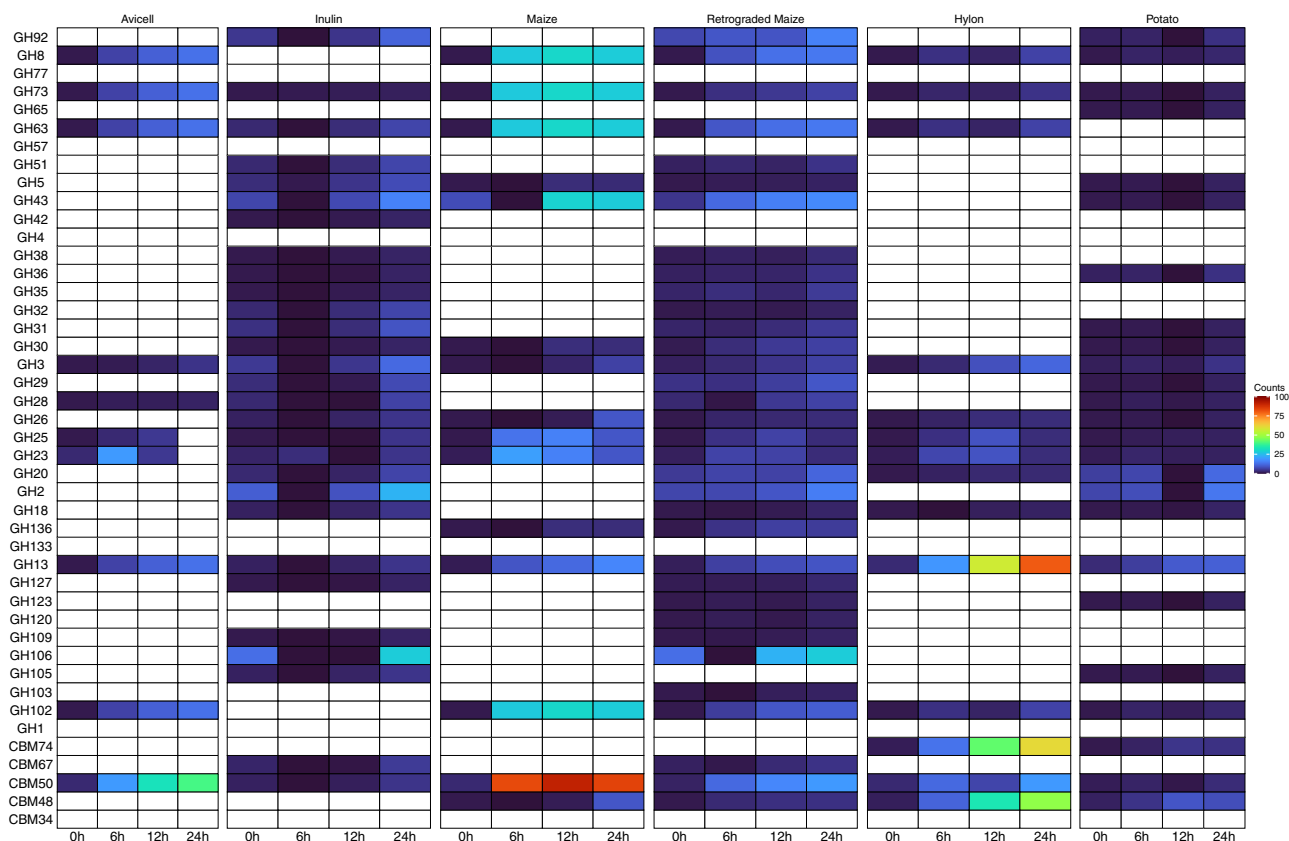 Avicell Inulin Maize Retrograded Maize Hylon Potato
GH92
GH8
GH77
GH73
GH65
GH63
GH57
GH51
GH5
GH43
GH42
GH4
GH38
GH36
GH35
GH32
GH31
GH30
GH3
GH29
GH28
GH26
GH25
GH23
GH20
GH2
GH18
GH136
GH133
GH13
GH127
GH123
GH120
GH109
GH106
GH105
GH103
GH102
GH1
CBM74
CBM67
CBM50
CBM48
CBM34
0h 6h 12h 24h 0h 6h 12h 24h 0h 6h 12h 24h 0h 6h 12h 24h 0h 6h 12h 24h 0h 6h 12h 24h
Counts
100
75
50
25
0